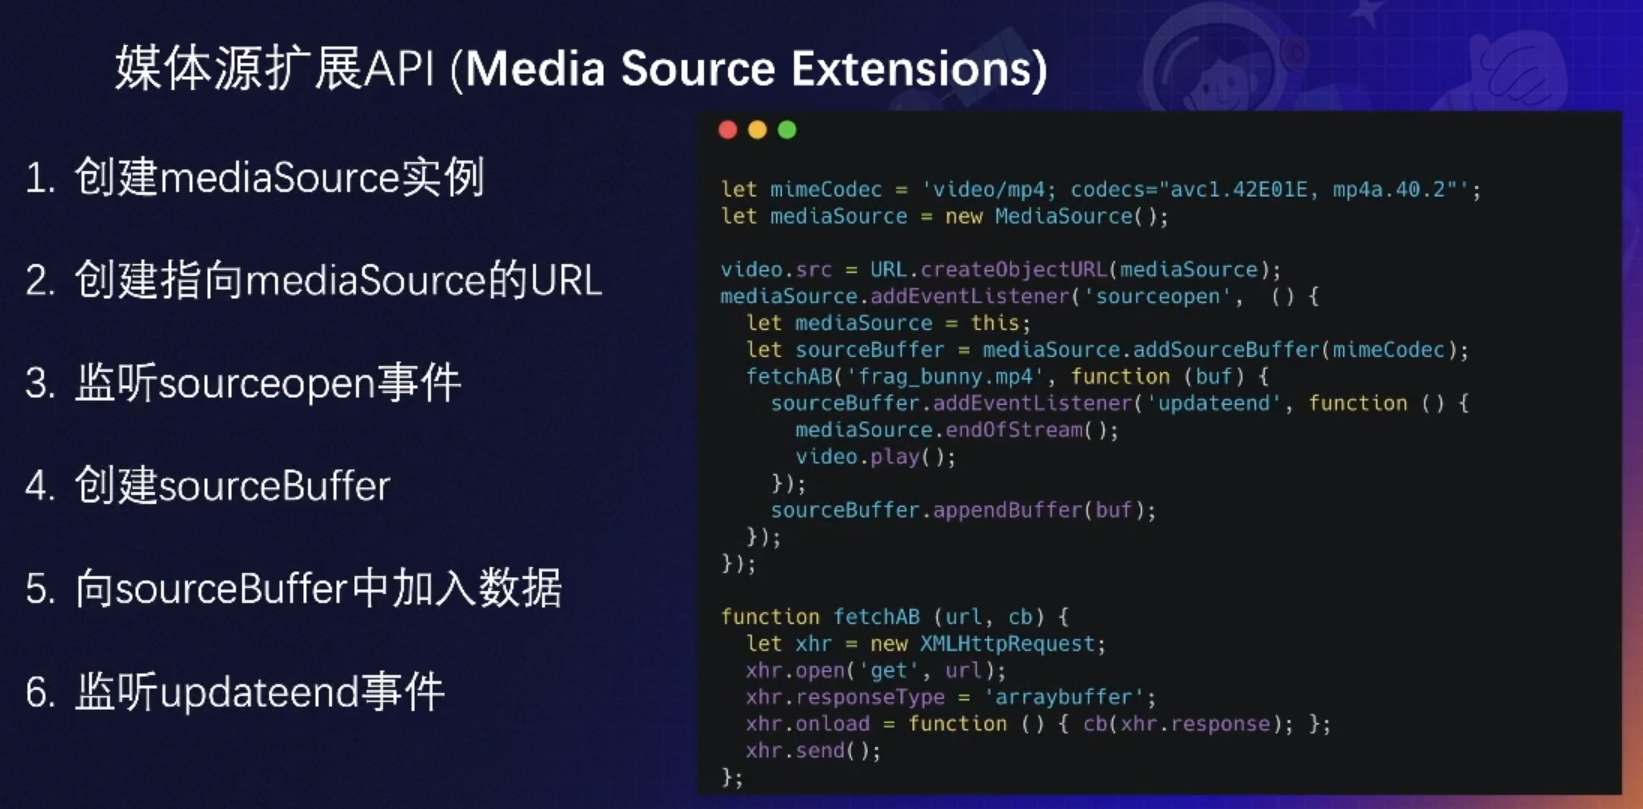 媒体源扩展API (Media Source Extensions)
1. 创建mediaSource实例
2. 创建指向mediaSource的URL
3. 监听sourceopen事件
4. 创建sourceBuffer
5. 向sourceBuffer中加入数据
6. 监听updateend事件
let mimeCodec = 'video/mp4; codecs="avc1.42E01E, mp4a.40.2"';
let mediaSource = new MediaSource();
video.src = URL.createObjectURL(mediaSource);
mediaSource.addEventListener('sourceopen',  () {
  let mediaSource = this;
  let sourceBuffer = mediaSource.addSourceBuffer(mimeCodec);
  fetchAB('frag_bunny.mp4', function (buf) {
    sourceBuffer.addEventListener('updateend', function () {
      mediaSource.endOfStream();
      video.play();
    });
    sourceBuffer.appendBuffer(buf);
  });
});
function fetchAB (url, cb) {
  let xhr = new XMLHttpRequest;
  xhr.open('get', url);
  xhr.responseType = 'arraybuffer';
  xhr.onload = function () { cb(xhr.response); };
  xhr.send();
};